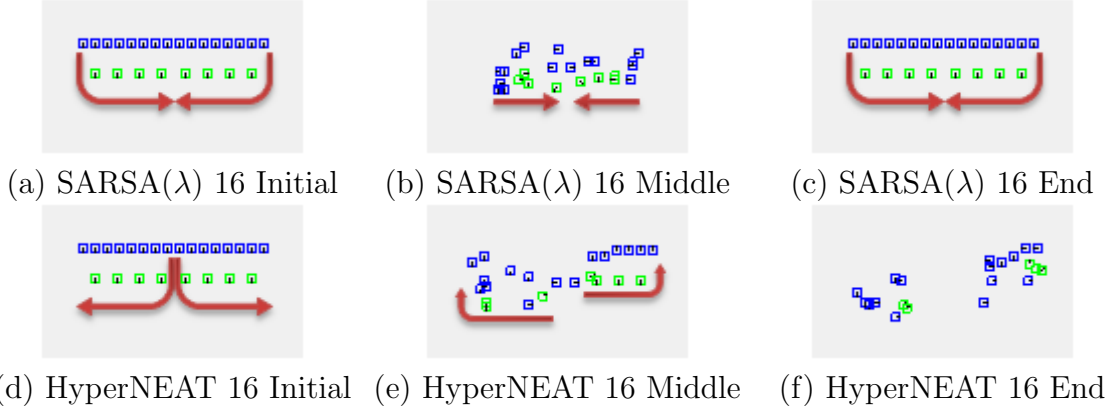 (a) SARSA(λ) 16 Initial (b) SARSA(λ) 16 Middle (c) SARSA(λ) 16 End
(d) HyperNEAT 16 Initial (e) HyperNEAT 16 Middle (f) HyperNEAT 16 End